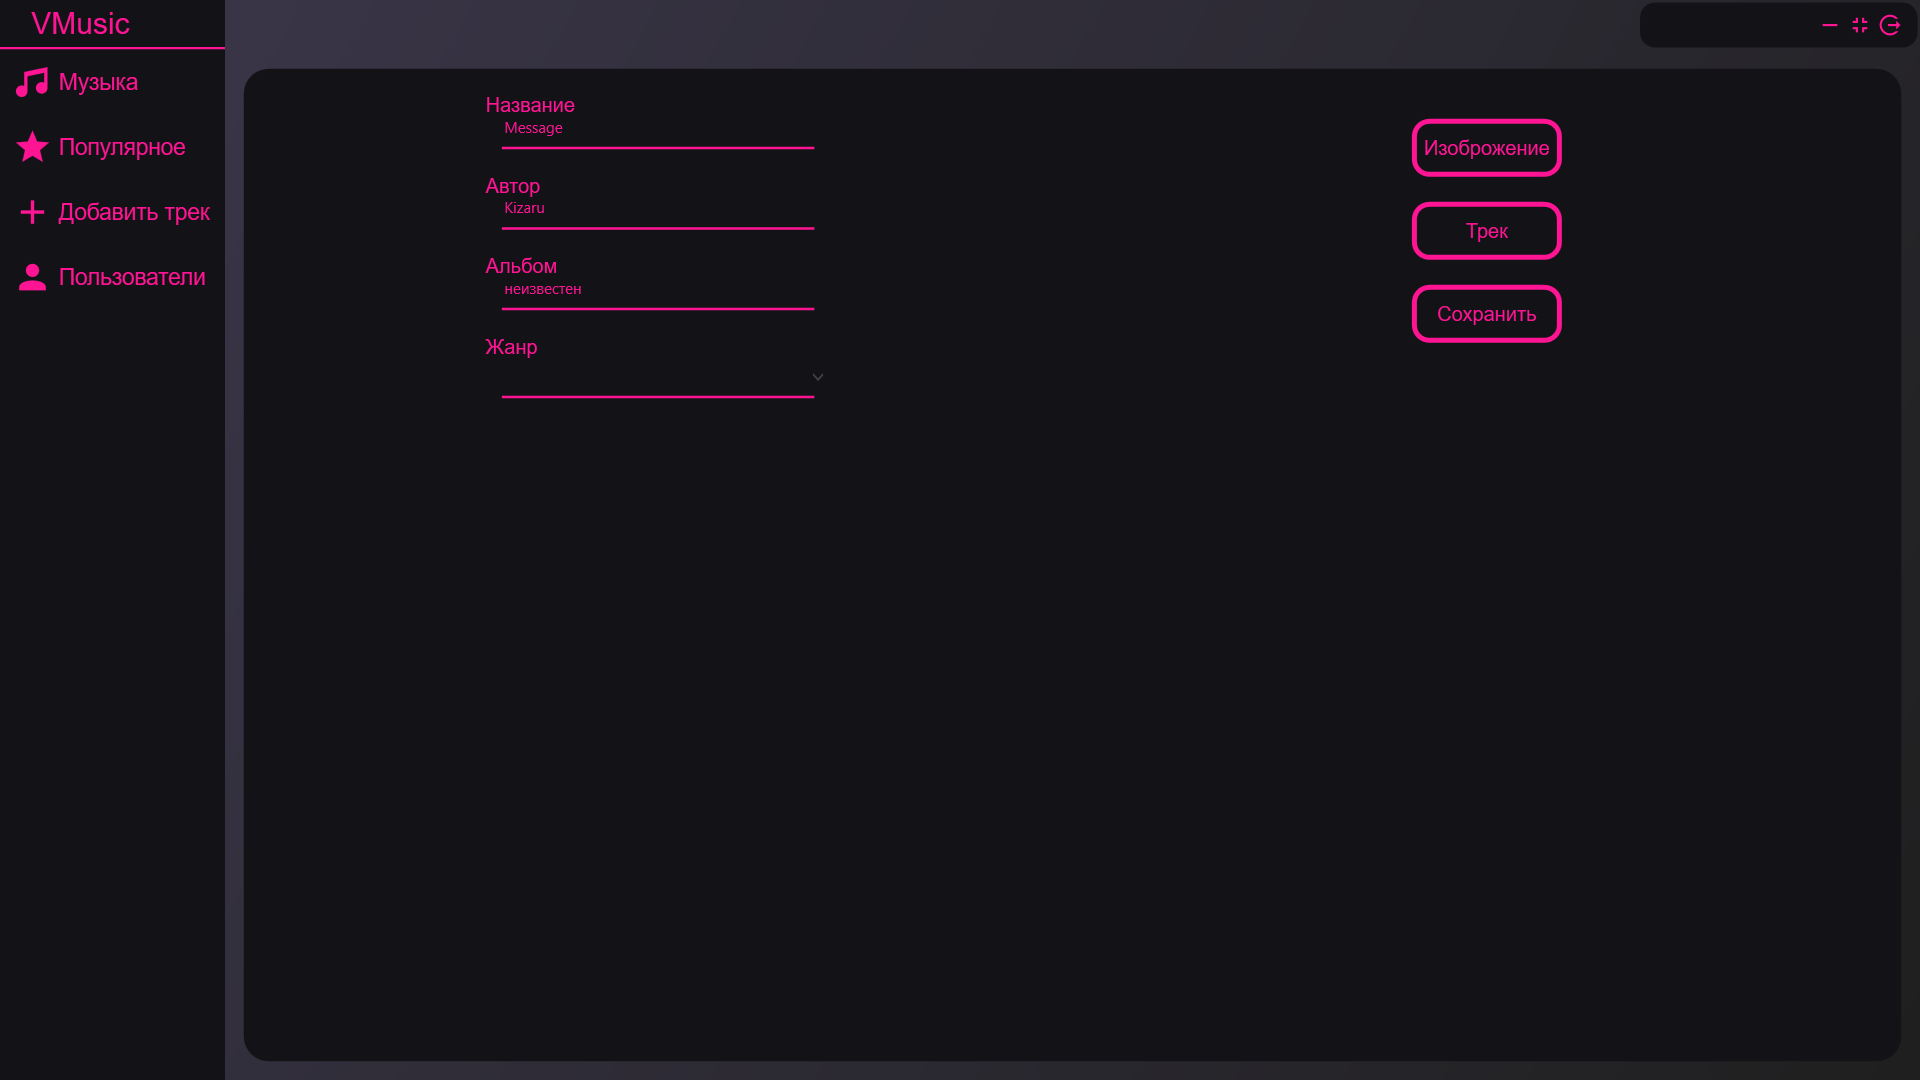 VMusic
Музыка
Популярное
Добавить трек
Пользователи
Название
Message
Автор
Kizaru
Альбом
неизвестен
Жанр
Изоброжение
Трек
Сохранить